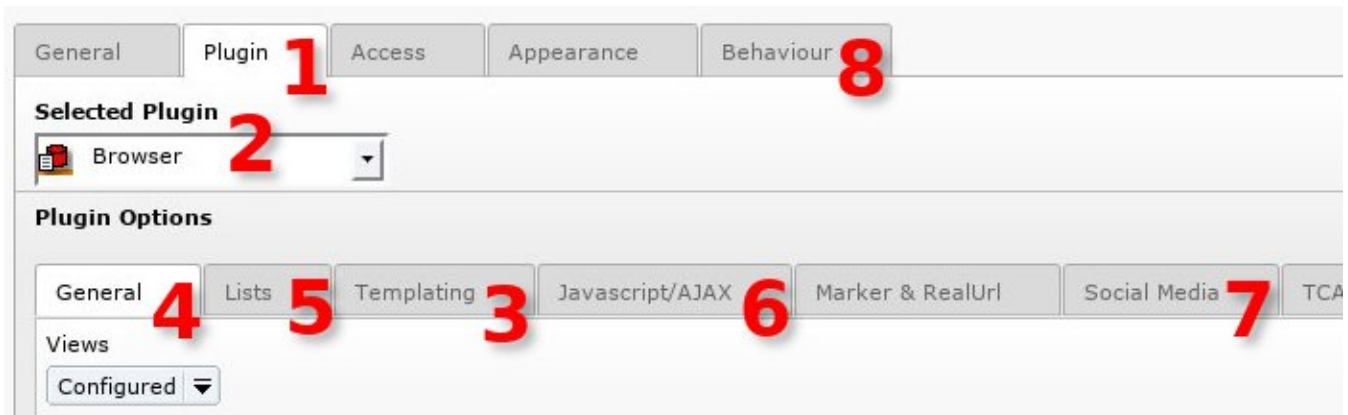 General Plugin 1 Access Appearance Behaviour 8
Selected Plugin
Browser 2
Plugin Options
General 4 Lists 5 Templating 3 Javascript/AJAX 6 Marker & RealUrl Social Media 7 TCA
Views
Configured